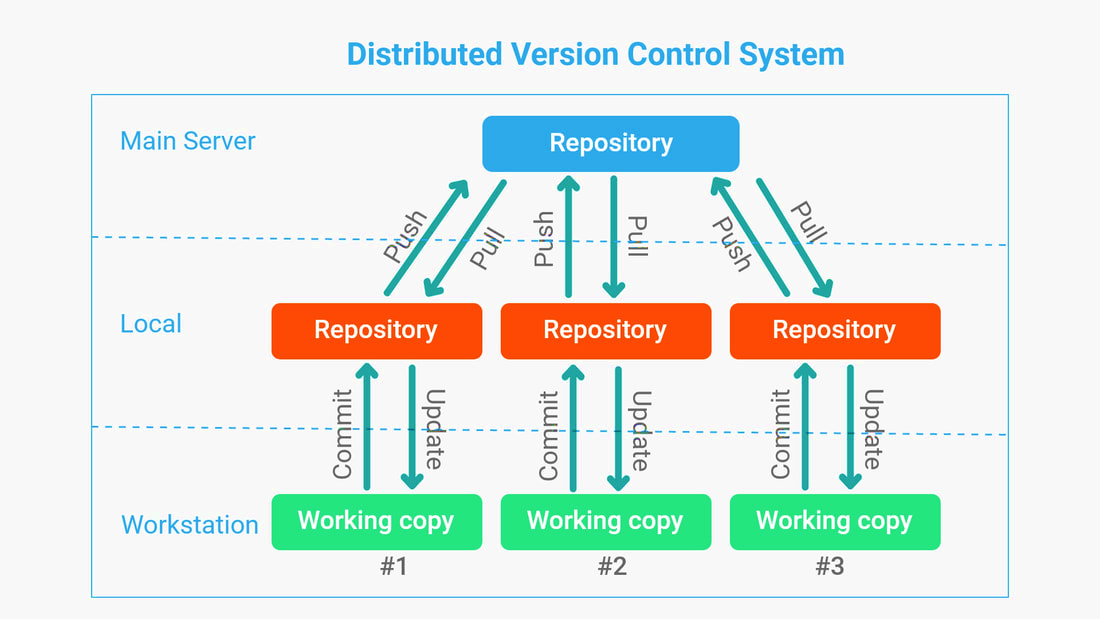 Distributed Version Control System
Main Server
Repository
Push
Pull
Push
Pull
Push
Pull
Local
Repository
Repository
Repository
Commit
Update
Commit
Update
Commit
Update
Workstation
Working copy
Working copy
Working copy
#1
#2
#3